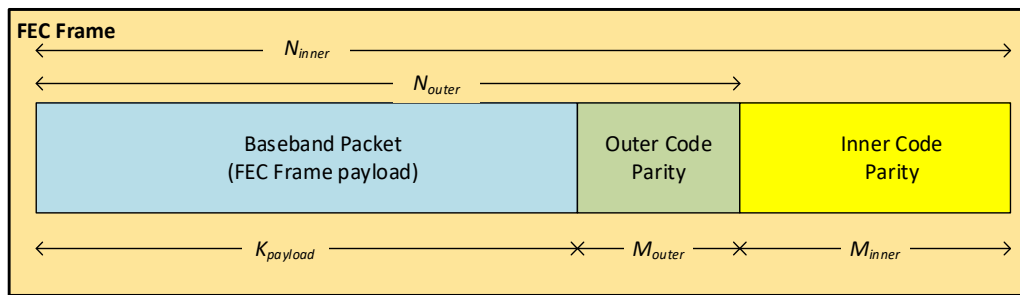 FEC Frame
N_inner
N_outer
Baseband Packet
(FEC Frame payload)
Outer Code
Parity
Inner Code
Parity
K_payload
M_outer
M_inner